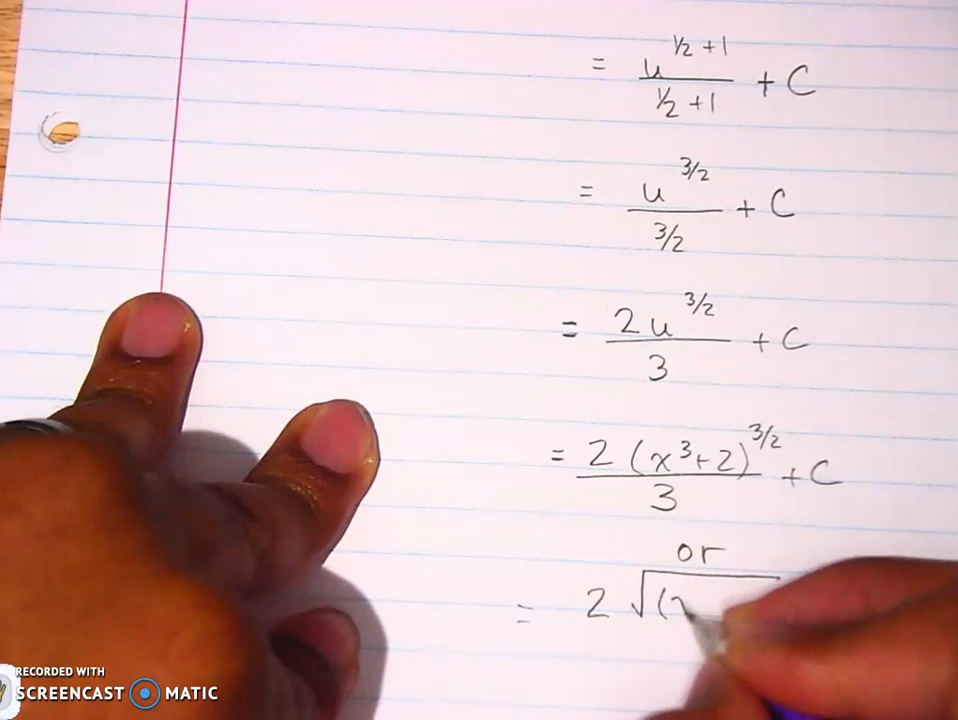 = u^(1/2 + 1) / (1/2 + 1) + C
= u^(3/2) / (3/2) + C
= 2u^(3/2) / 3 + C
= 2 (x^3 + 2)^(3/2) / 3 + C
or
= 2 √(
RECORDED WITH
SCREENCAST MATIC